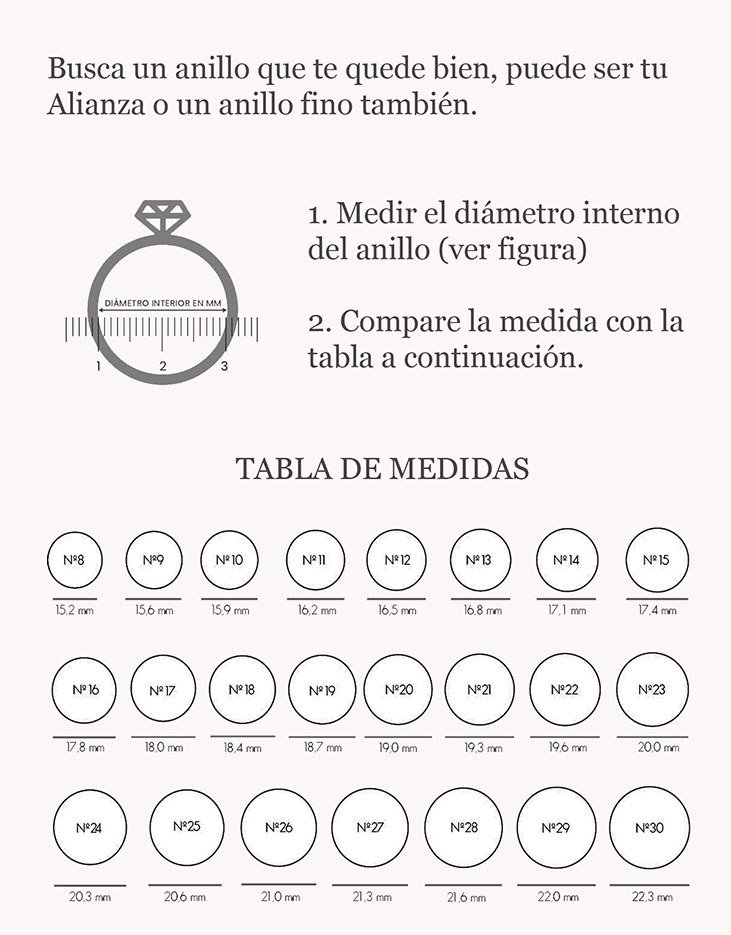 Busca un anillo que te quede bien, puede ser tu
Alianza o un anillo fino también.
1. Medir el diámetro interno
del anillo (ver figura)
DIÁMETRO INTERIOR EN MM
1 2 3
2. Compare la medida con la
tabla a continuación.
TABLA DE MEDIDAS
Nº8 Nº9 Nº10 Nº11 Nº12 Nº13 Nº14 Nº15
15,2 mm 15,6 mm 15,9 mm 16,2 mm 16,5 mm 16,8 mm 17,1 mm 17,4 mm
Nº16 Nº17 Nº18 Nº19 Nº20 Nº21 Nº22 Nº23
17,8 mm 18,0 mm 18,4 mm 18,7 mm 19,0 mm 19,3 mm 19,6 mm 20,0 mm
Nº24 Nº25 Nº26 Nº27 Nº28 Nº29 Nº30
20,3 mm 20,6 mm 21,0 mm 21,3 mm 21,6 mm 22,0 mm 22,3 mm